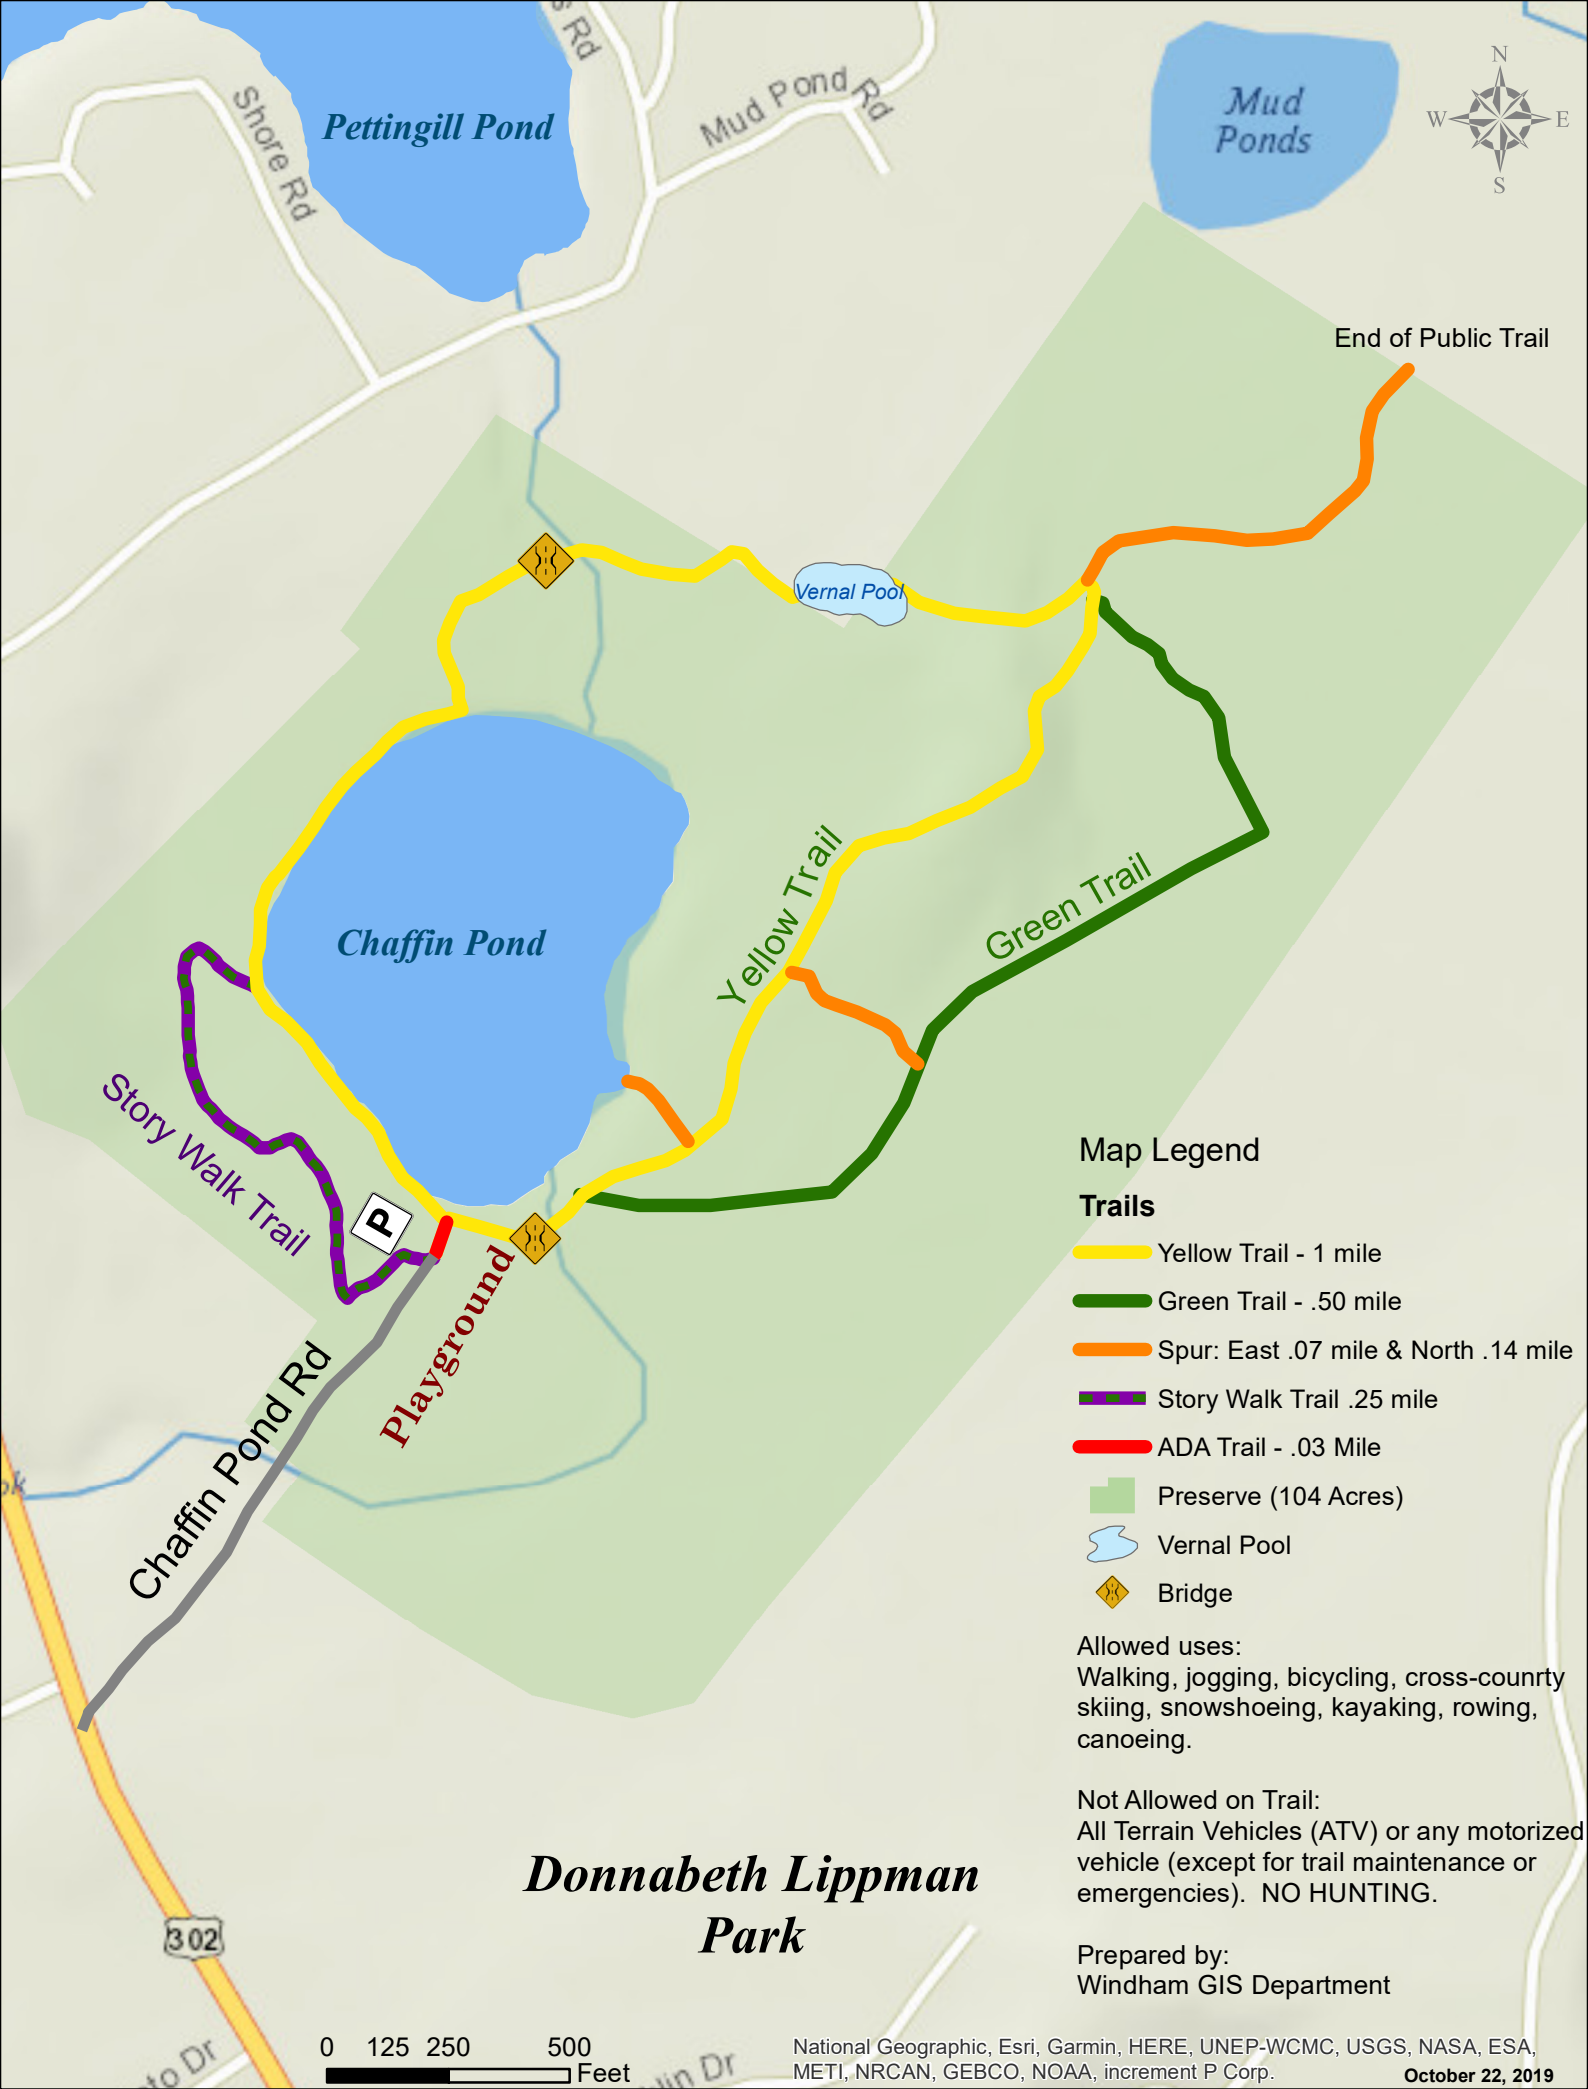 s Rd
Shore Rd
Pettingill Pond
Mud Pond Rd
Mud
Ponds
N
W E
S
End of Public Trail
Vernal Pool
Chaffin Pond
Yellow Trail
Green Trail
Story Walk Trail
P
Playground
Chaffin Pond Rd
ok
302
Map Legend
Trails
Yellow Trail - 1 mile
Green Trail - .50 mile
Spur: East .07 mile & North .14 mile
Story Walk Trail .25 mile
ADA Trail - .03 Mile
Preserve (104 Acres)
Vernal Pool
Bridge
Allowed uses:
Walking, jogging, bicycling, cross-counrty
skiing, snowshoeing, kayaking, rowing,
canoeing.
Not Allowed on Trail:
All Terrain Vehicles (ATV) or any motorized
vehicle (except for trail maintenance or
emergencies). NO HUNTING.
Prepared by:
Windham GIS Department
Donnabeth Lippman
Park
0 125 250 500
Feet
to Dr
lin Dr
National Geographic, Esri, Garmin, HERE, UNEP-WCMC, USGS, NASA, ESA,
METI, NRCAN, GEBCO, NOAA, increment P Corp.
October 22, 2019